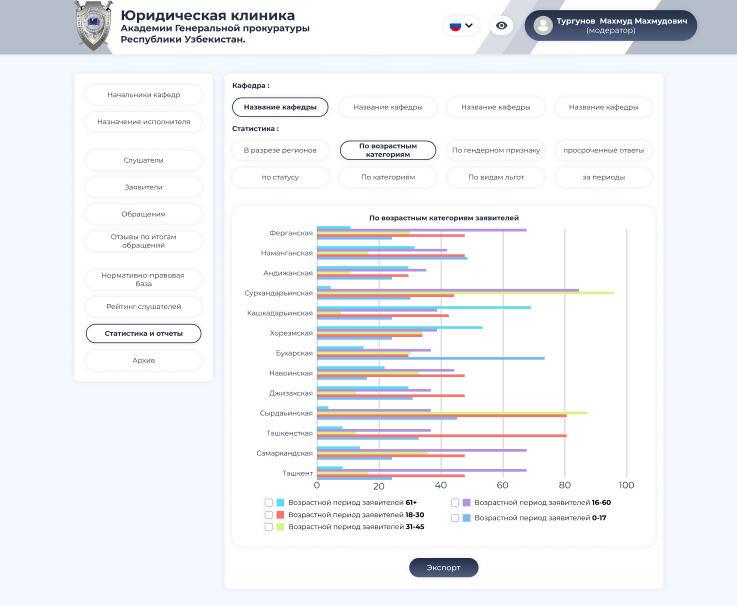 Юридическая клиника
Академии Генеральной прокуратуры
Республики Узбекистан.
Тургунов Махмуд Махмудович
(модератор)
Начальники кафедр
Назначение исполнителя
Слушатели
Заявители
Обращения
Отзывы по итогам
обращений
Нормативно-правовая
база
Рейтинг слушателей
Статистика и отчеты
Архив
Кафедра :
Название кафедры
Название кафедры
Название кафедры
Название кафедры
Статистика :
В разрезе регионов
По возрастным
категориям
По гендерном признаку
просроченные ответы
по статусу
По категориям
По видам льгот
за периоды
По возрастным категориям заявителей
Ферганская
Наманганская
Андижанская
Сурхандарьинская
Кашкадарьинская
Хорезмская
Бухарская
Навоинская
Джизакская
Сырдаьинская
Ташкенсткая
Самаркандская
Ташкент
0 20 40 60 80 100
Возрастной период заявителей 61+
Возрастной период заявителей 16-60
Возрастной период заявителей 18-30
Возрастной период заявителей 0-17
Возрастной период заявителей 31-45
Экспорт